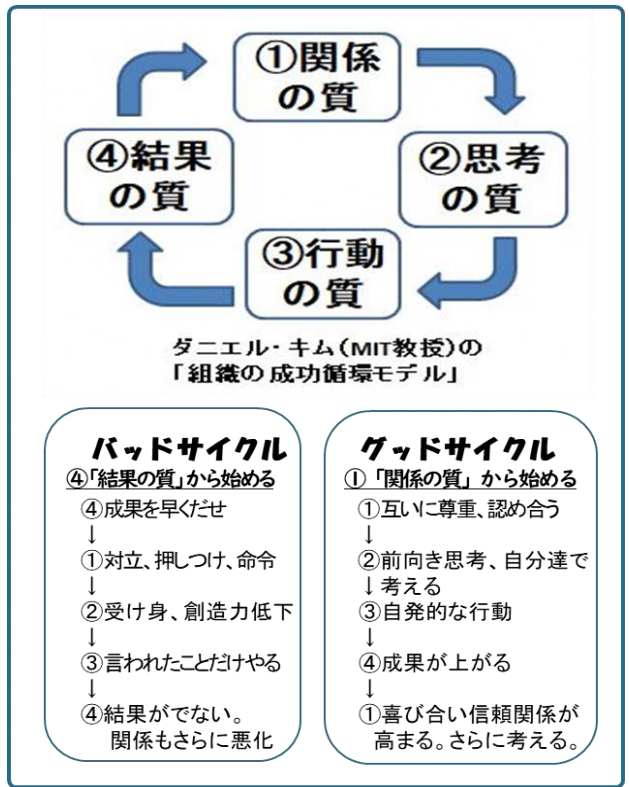 ①関係
の質
②思考
の質
③行動
の質
④結果
の質
ダニエル・キム(MIT教授)の
「組織の成功循環モデル」
バッドサイクル
④「結果の質」から始める
④成果を早くだせ
↓
①対立、押しつけ、命令
↓
②受け身、創造力低下
↓
③言われたことだけやる
↓
④結果がでない。
関係もさらに悪化
グッドサイクル
①「関係の質」から始める
①互いに尊重、認め合う
↓
②前向き思考、自分達で
↓考える
③自発的な行動
↓
④成果が上がる
↓
①喜び合い信頼関係が
高まる。さらに考える。